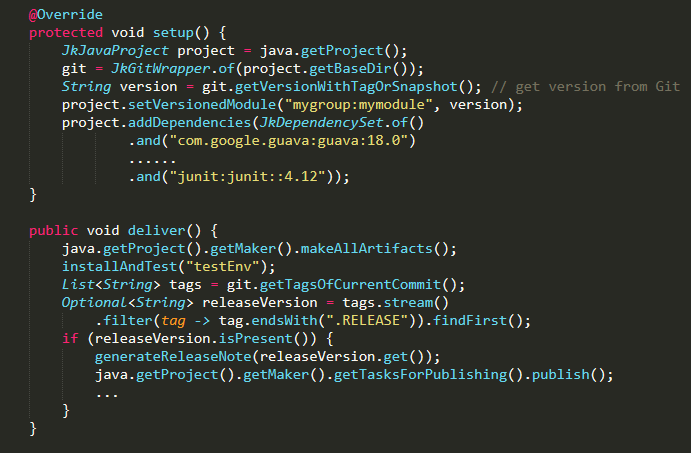 @Override
protected void setup() {
    JkJavaProject project = java.getProject();
    git = JkGitWrapper.of(project.getBaseDir());
    String version = git.getVersionWithTagOrSnapshot(); // get version from Git
    project.setVersionedModule("mygroup:mymodule", version);
    project.addDependencies(JkDependencySet.of()
            .and("com.google.guava:guava:18.0")
            ......
            .and("junit:junit::4.12"));
}

public void deliver() {
    java.getProject().getMaker().makeAllArtifacts();
    installAndTest("testEnv");
    List<String> tags = git.getTagsOfCurrentCommit();
    Optional<String> releaseVersion = tags.stream()
        .filter(tag -> tag.endsWith(".RELEASE")).findFirst();
    if (releaseVersion.isPresent()) {
        generateReleaseNote(releaseVersion.get());
        java.getProject().getMaker().getTasksForPublishing().publish();
        ...
    }
}